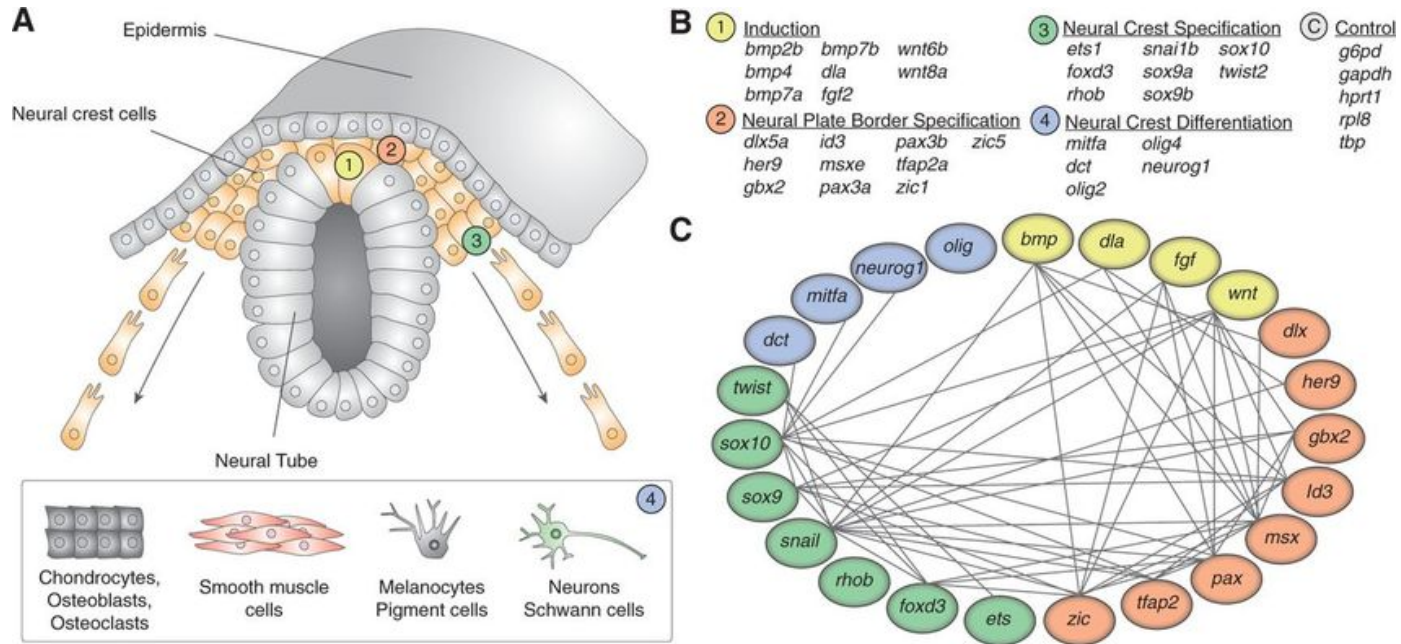 A
Epidermis
Neural crest cells
1
2
3
Neural Tube
4
Chondrocytes,
Osteoblasts,
Osteoclasts
Smooth muscle
cells
Melanocytes
Pigment cells
Neurons
Schwann cells
B
1 Induction
bmp2b bmp7b wnt6b
bmp4 dla wnt8a
bmp7a fgf2
2 Neural Plate Border Specification
dlx5a id3 pax3b zic5
her9 msxe tfap2a
gbx2 pax3a zic1
3 Neural Crest Specification
ets1 snai1b sox10
foxd3 sox9a twist2
rhob sox9b
4 Neural Crest Differentiation
mitfa olig4
dct neurog1
olig2
C Control
g6pd
gapdh
hprt1
rpl8
tbp
C
bmp
dla
fgf
wnt
dlx
her9
gbx2
Id3
msx
pax
tfap2
zic
ets
foxd3
rhob
snail
sox9
sox10
twist
dct
mitfa
neurog1
olig